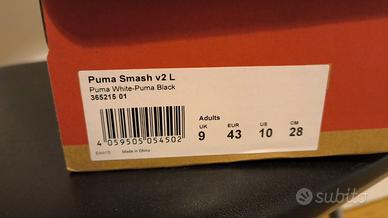 Puma Smash v2 L
Puma White-Puma Black
365215 01
Adults
UK EUR US CM
9 43 10 28
4 059505 054502
Made in China
subito